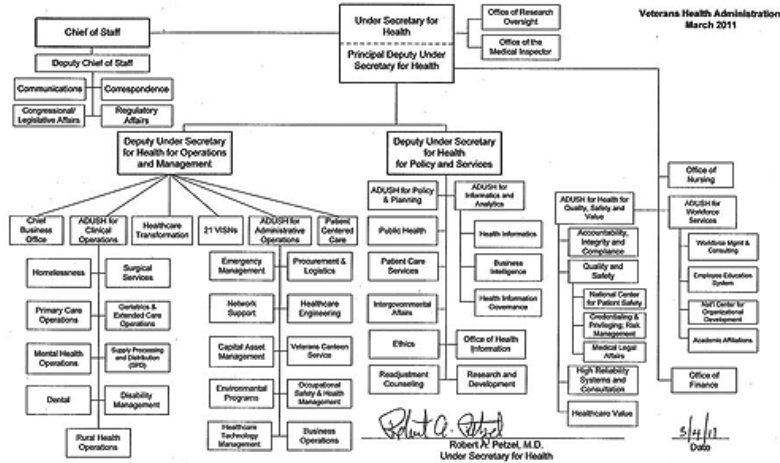 Veterans Health Administration
March 2011
Under Secretary for
Health
Principal Deputy Under
Secretary for Health
Office of Research
Oversight
Office of the
Medical Inspector
Chief of Staff
Deputy Chief of Staff
Communications
Correspondence
Congressional/
Legislative Affairs
Regulatory
Affairs
Deputy Under Secretary
for Health for Operations
and Management
Deputy Under Secretary
for Health
for Policy and Services
Chief
Business
Office
ADUSH for
Clinical
Operations
Healthcare
Transformation
21 VISNs
ADUSH for
Administrative
Operations
Patient
Centered
Care
Homelessness
Surgical
Services
Primary Care
Operations
Geriatrics &
Extended Care
Operations
Mental Health
Operations
Supply Processing
and Distribution
(SPD)
Dental
Disability
Management
Rural Health
Operations
Emergency
Management
Procurement &
Logistics
Network
Support
Healthcare
Engineering
Capital Asset
Management
Veterans Canteen
Service
Environmental
Programs
Occupational
Safety & Health
Management
Healthcare
Technology
Management
Business
Operations
ADUSH for Policy
& Planning
ADUSH for
Informatics and
Analytics
Public Health
Health Informatics
Patient Care
Services
Business
Intelligence
Intergovernmental
Affairs
Health Information
Governance
Ethics
Office of Health
Information
Readjustment
Counseling
Research and
Development
ADUSH for Health for
Quality, Safety and
Value
Accountability,
Integrity and
Compliance
Quality and
Safety
National Center
for Patient Safety
Credentialing &
Privileging; Risk
Management
Medical Legal
Affairs
High Reliability
Systems and
Consultation
Healthcare Value
Office of
Nursing
ADUSH for
Workforce
Services
Workforce Mgmt &
Consulting
Employee Education
System
Nat'l Center for
Organizational
Development
Academic Affiliations
Office of
Finance
Robert A. Petzel
Robert A. Petzel, M.D.
Under Secretary for Health
3/4/11
Date